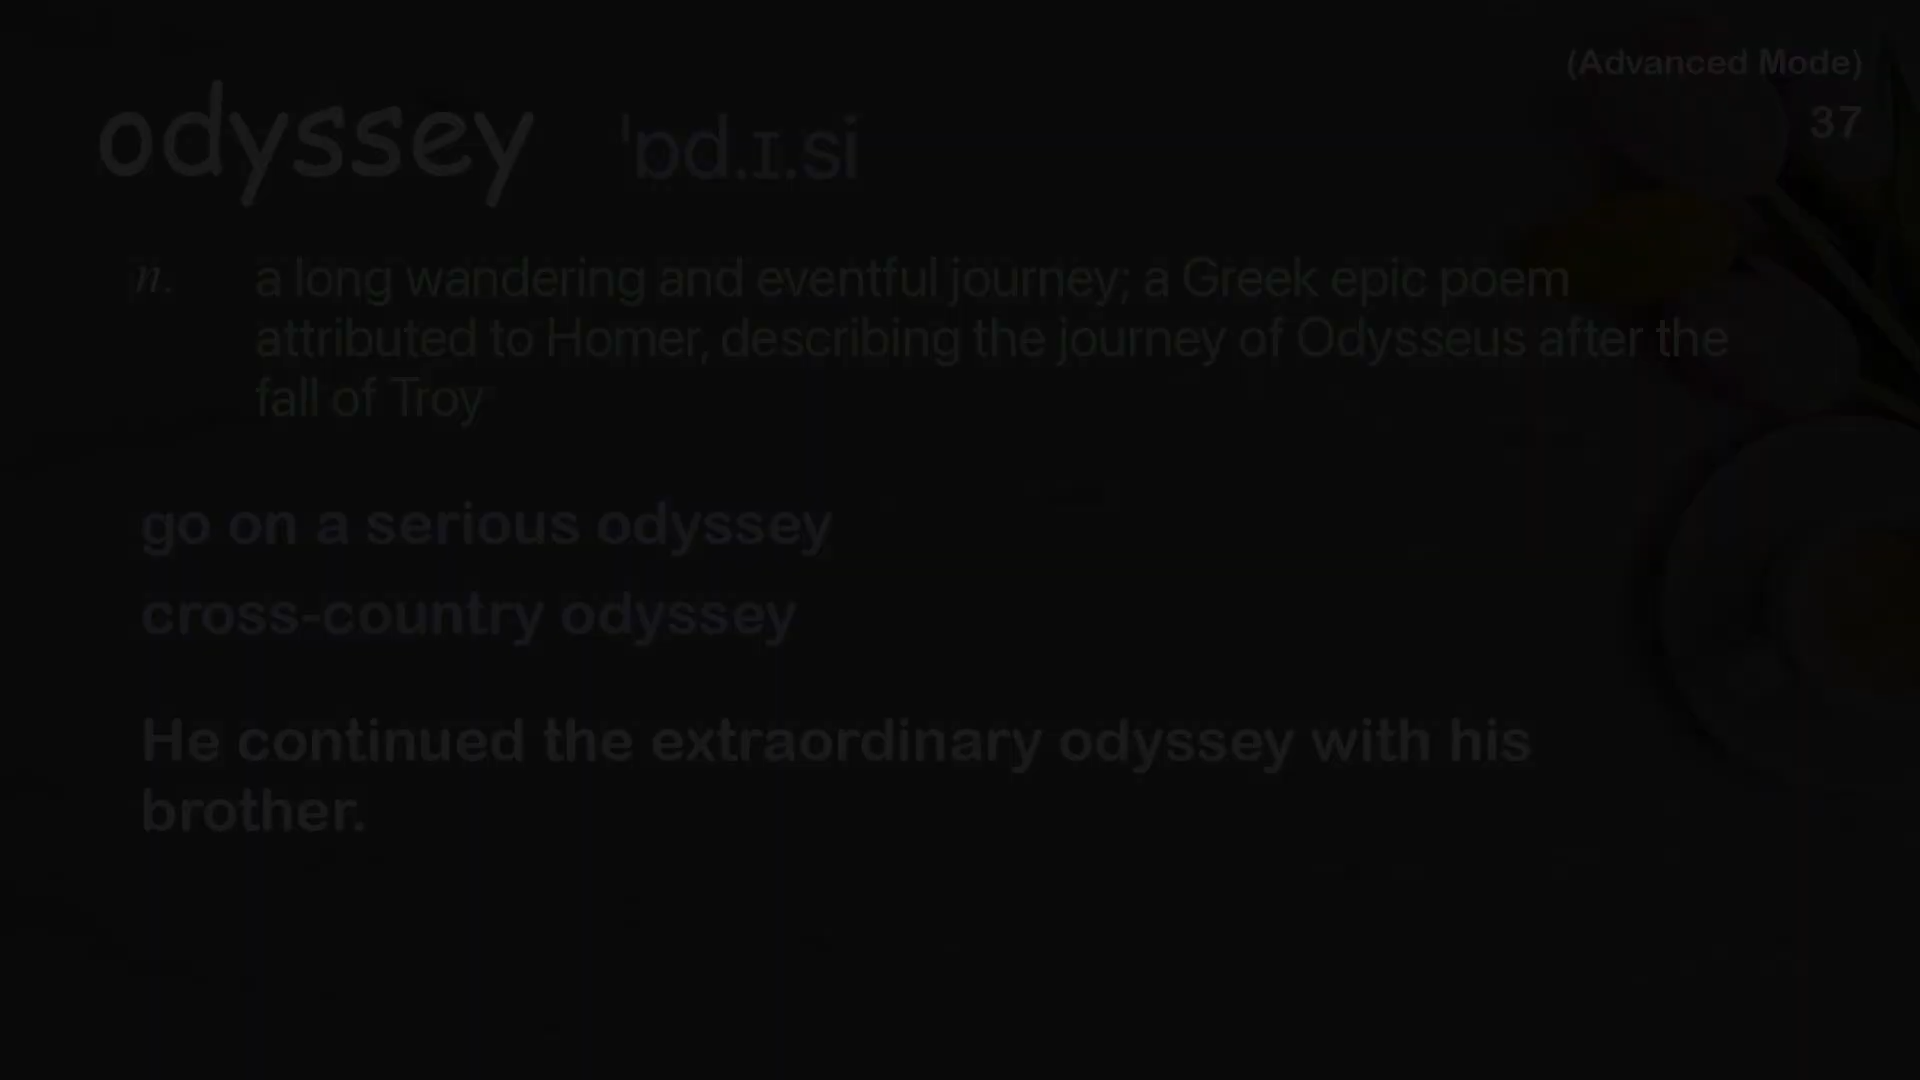 (Advanced Mode)
37
odyssey ˈɒd.ɪ.si
n. a long wandering and eventful journey; a Greek epic poem
attributed to Homer, describing the journey of Odysseus after the
fall of Troy
go on a serious odyssey
cross-country odyssey
He continued the extraordinary odyssey with his
brother.